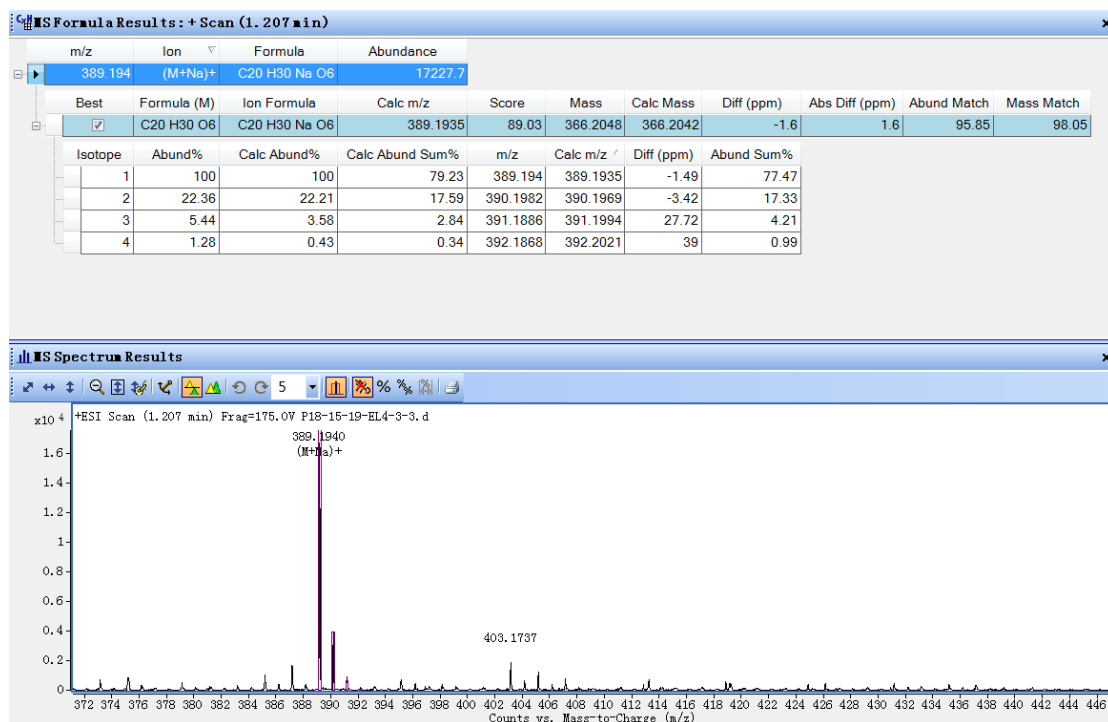 MS Formula Results: + Scan (1.207 min)
m/z Ion Formula Abundance
389.194 (M+Na)+ C20 H30 Na O6 17227.7
Best Formula (M) Ion Formula Calc m/z Score Mass Calc Mass Diff (ppm) Abs Diff (ppm) Abund Match Mass Match
C20 H30 O6 C20 H30 Na O6 389.1935 89.03 366.2048 366.2042 -1.6 1.6 95.85 98.05
Isotope Abund% Calc Abund% Calc Abund Sum% m/z Calc m/z Diff (ppm) Abund Sum%
1 100 100 79.23 389.194 389.1935 -1.49 77.47
2 22.36 22.21 17.59 390.1982 390.1969 -3.42 17.33
3 5.44 3.58 2.84 391.1886 391.1994 27.72 4.21
4 1.28 0.43 0.34 392.1868 392.2021 39 0.99
MS Spectrum Results
5 % %
x10 4 +ESI Scan (1.207 min) Frag=175.0V P18-15-19-EL4-3-3.d
389.1940
(M+Na)+
1.6
1.4
1.2
1
0.8
0.6
0.4
403.1737
0.2
0
372 374 376 378 380 382 384 386 388 390 392 394 396 398 400 402 404 406 408 410 412 414 416 418 420 422 424 426 428 430 432 434 436 438 440 442 444 446
Counts vs. Mass-to-Charge (m/z)